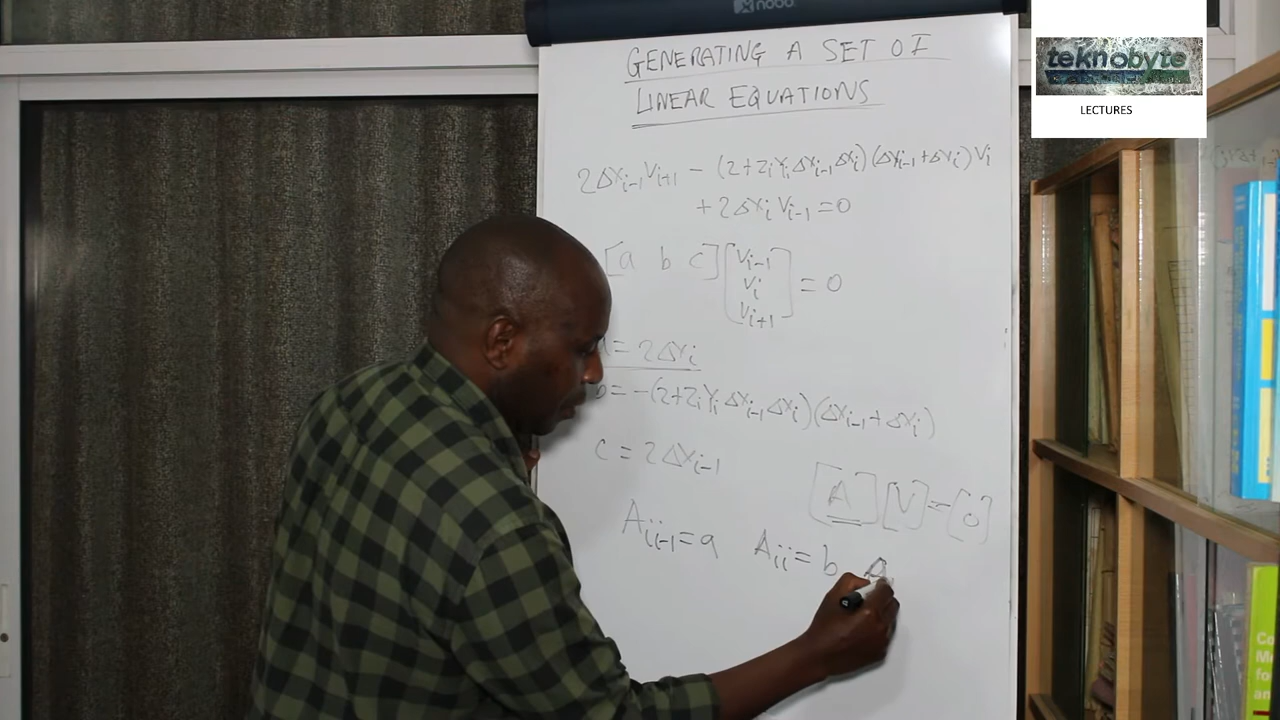 nobo
teknobyte
LECTURES
GENERATING A SET OF
LINEAR EQUATIONS
2Δx_{i-1}V_{i+1} - (2+Z_iY_iΔx_{i-1}Δx_i)(Δx_{i-1}+Δx_i)V_i
+2Δx_iV_{i-1}=0
[a b c][V_{i-1} V_i V_{i+1}] = 0
= 2Δx_i
b = -(2+Z_iY_iΔx_{i-1}Δx_i)(Δx_{i-1}+Δx_i)
c = 2Δx_{i-1}
[A][V]=[0]
A_{ii-1}=a A_{ii}=b A